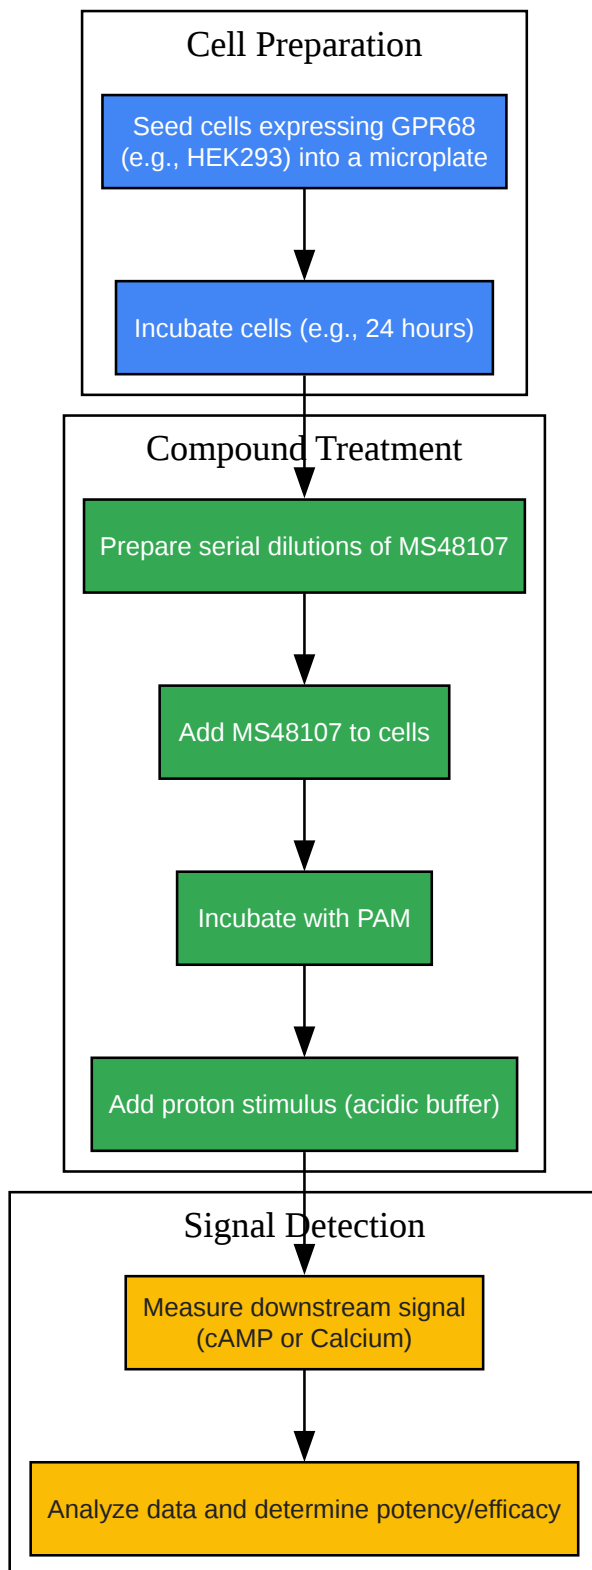 Cell Preparation
Seed cells expressing GPR68
(e.g., HEK293) into a microplate
Incubate cells (e.g., 24 hours)
Compound Treatment
Prepare serial dilutions of MS48107
Add MS48107 to cells
Incubate with PAM
Add proton stimulus (acidic buffer)
Signal Detection
Measure downstream signal
(cAMP or Calcium)
Analyze data and determine potency/efficacy